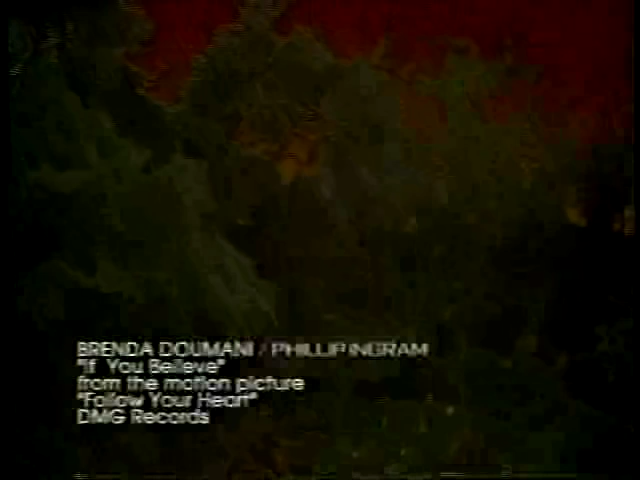 BRENDA DOUMANI / PHILLIP INGRAM
"If You Believe"
from the motion picture
"Follow Your Heart"
DMG Records